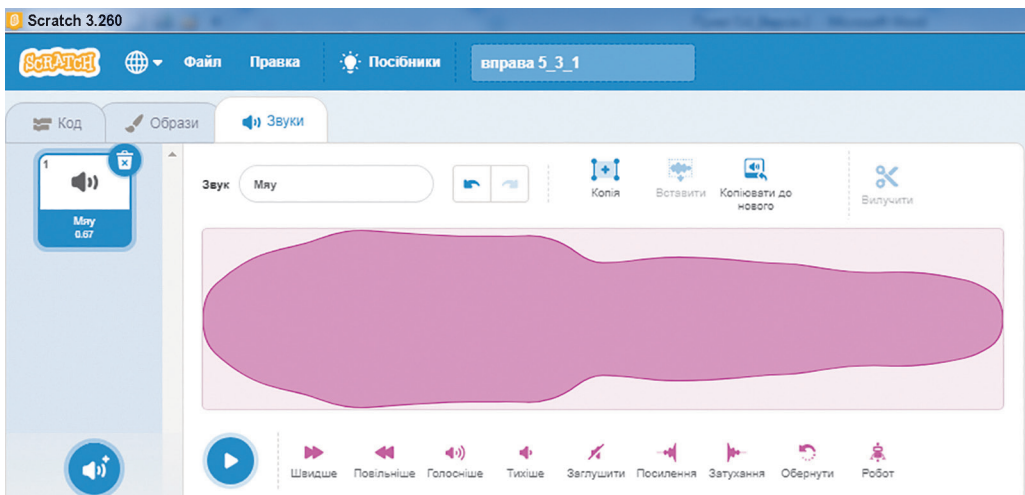 Scratch 3.260
SCRATCH
Файл
Правка
Посібники
вправа 5_3_1
Код
Образи
Звуки
1
Мяу
0.67
Звук
Мяу
Копія
Вставити
Копіювати до
нового
Вилучити
Швидше
Повільніше
Голосніше
Тихіше
Заглушити
Посилення
Затухання
Обернути
Робот